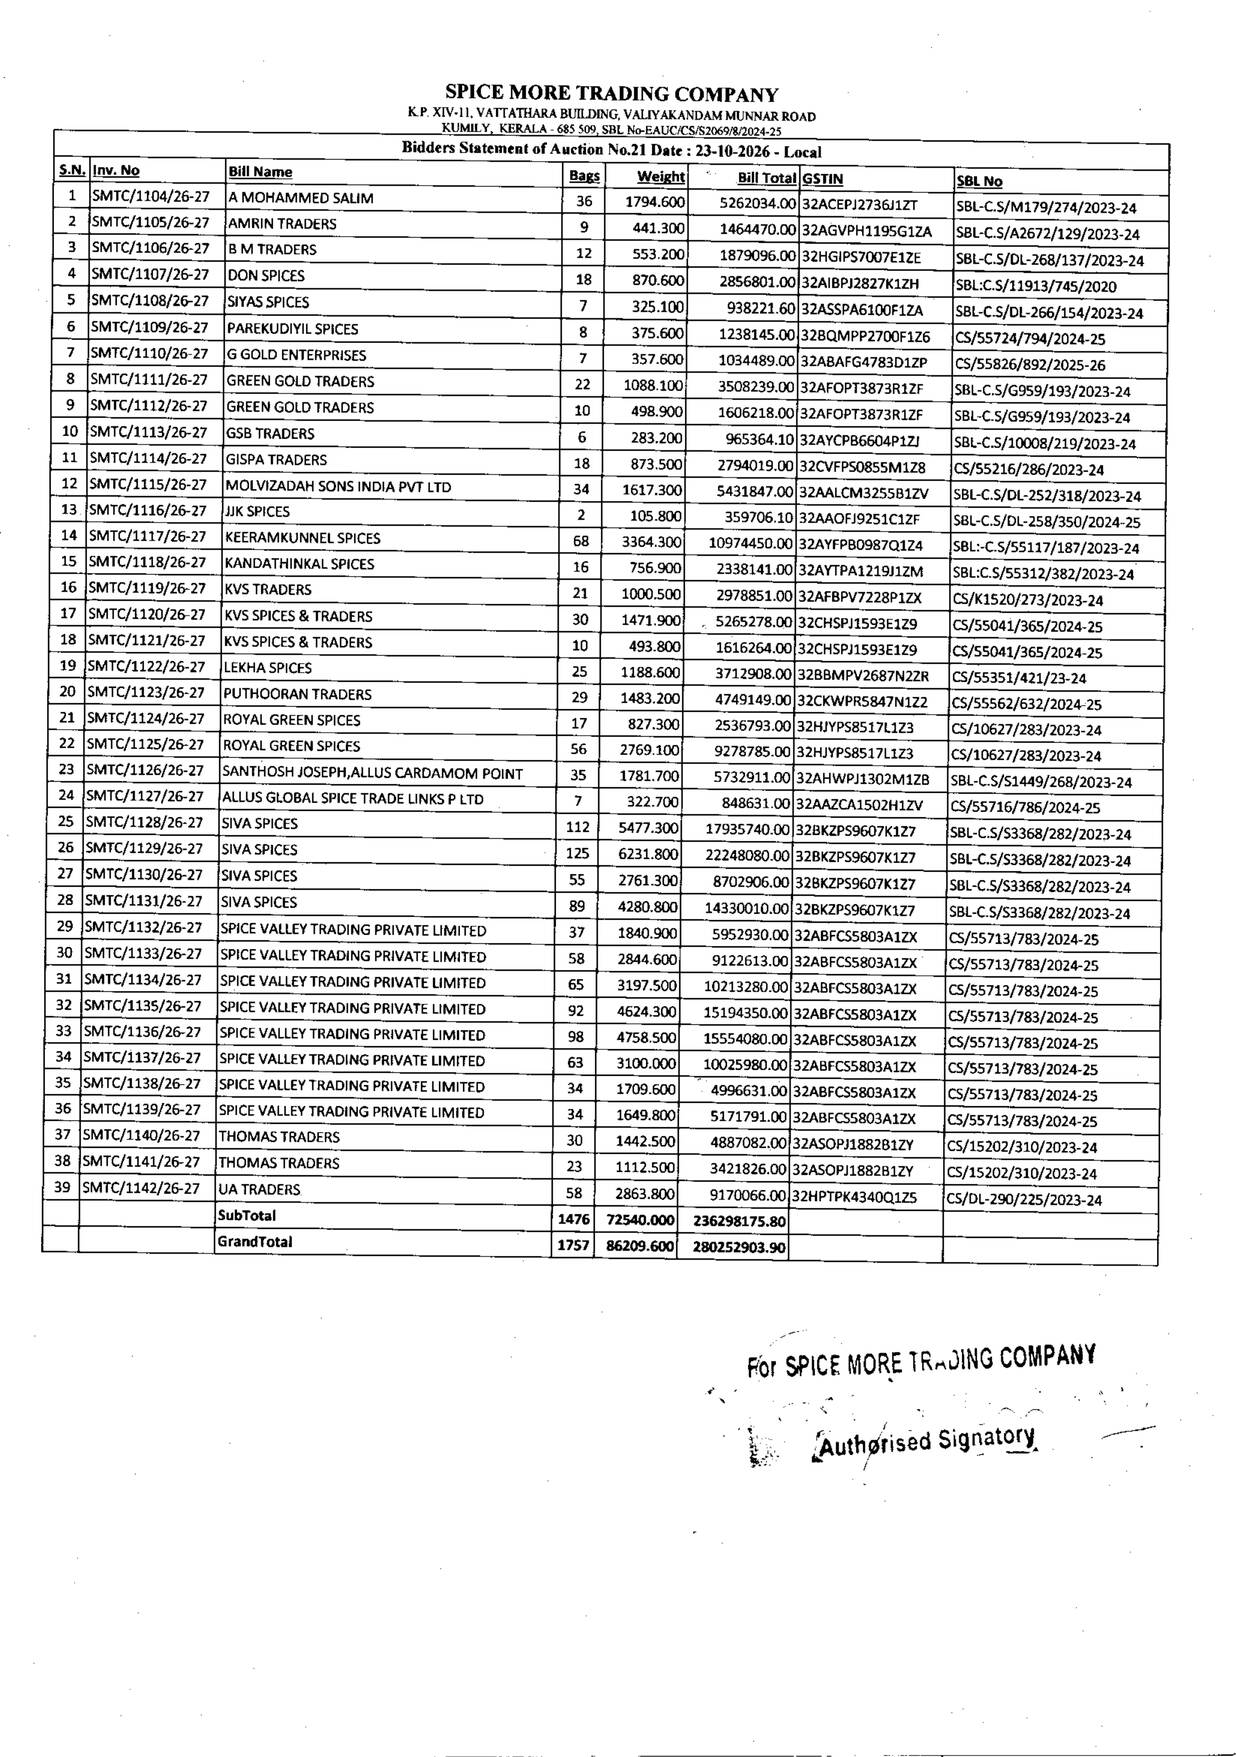 SPICE MORE TRADING COMPANY
K.P. XIV-11, VATTATHARA BUILDING, VALIYAKANDAM MUNNAR ROAD
KUMILY, KERALA - 685 509, SBL No-EAUC/CS/S2069/8/2024-25
Bidders Statement of Auction No.21 Date : 23-10-2026 - Local
S.N. Inv. No Bill Name Bags Weight Bill Total GSTIN SBL No
1 SMTC/1104/26-27 A MOHAMMED SALIM 36 1794.600 5262034.00 32ACEPJ2736J1ZT SBL-C.S/M179/274/2023-24
2 SMTC/1105/26-27 AMRIN TRADERS 9 441.300 1464470.00 32AGVPH1195G1ZA SBL-C.S/A2672/129/2023-24
3 SMTC/1106/26-27 B M TRADERS 12 553.200 1879096.00 32HGIPS7007E1ZE SBL-C.S/DL-268/137/2023-24
4 SMTC/1107/26-27 DON SPICES 18 870.600 2856801.00 32AIBPJ2827K1ZH SBL:C.S/11913/745/2020
5 SMTC/1108/26-27 SIYAS SPICES 7 325.100 938221.60 32ASSPA6100F1ZA SBL-C.S/DL-266/154/2023-24
6 SMTC/1109/26-27 PAREKUDIYIL SPICES 8 375.600 1238145.00 32BQMPP2700F1Z6 CS/55724/794/2024-25
7 SMTC/1110/26-27 G GOLD ENTERPRISES 7 357.600 1034489.00 32ABAFG4783D1ZP CS/55826/892/2025-26
8 SMTC/1111/26-27 GREEN GOLD TRADERS 22 1088.100 3508239.00 32AFOPT3873R1ZF SBL-C.S/G959/193/2023-24
9 SMTC/1112/26-27 GREEN GOLD TRADERS 10 498.900 1606218.00 32AFOPT3873R1ZF SBL-C.S/G959/193/2023-24
10 SMTC/1113/26-27 GSB TRADERS 6 283.200 965364.10 32AYCPB6604P1ZJ SBL-C.S/10008/219/2023-24
11 SMTC/1114/26-27 GISPA TRADERS 18 873.500 2794019.00 32CVFPS0855M1Z8 CS/55216/286/2023-24
12 SMTC/1115/26-27 MOLVIZADAH SONS INDIA PVT LTD 34 1617.300 5431847.00 32AALCM3255B1ZV SBL-C.S/DL-252/318/2023-24
13 SMTC/1116/26-27 JJK SPICES 2 105.800 359706.10 32AAOFJ9251C1ZF SBL-C.S/DL-258/350/2024-25
14 SMTC/1117/26-27 KEERAMKUNNEL SPICES 68 3364.300 10974450.00 32AYFPB0987Q1Z4 SBL:-C.S/55117/187/2023-24
15 SMTC/1118/26-27 KANDATHINKAL SPICES 16 756.900 2338141.00 32AYTPA1219J1ZM SBL:C.S/55312/382/2023-24
16 SMTC/1119/26-27 KVS TRADERS 21 1000.500 2978851.00 32AFBPV7228P1ZX CS/K1520/273/2023-24
17 SMTC/1120/26-27 KVS SPICES & TRADERS 30 1471.900 5265278.00 32CHSPJ1593E1Z9 CS/55041/365/2024-25
18 SMTC/1121/26-27 KVS SPICES & TRADERS 10 493.800 1616264.00 32CHSPJ1593E1Z9 CS/55041/365/2024-25
19 SMTC/1122/26-27 LEKHA SPICES 25 1188.600 3712908.00 32BBMPV2687N2ZR CS/55351/421/23-24
20 SMTC/1123/26-27 PUTHOORAN TRADERS 29 1483.200 4749149.00 32CKWPR5847N1Z2 CS/55562/632/2024-25
21 SMTC/1124/26-27 ROYAL GREEN SPICES 17 827.300 2536793.00 32HJYPS8517L1Z3 CS/10627/283/2023-24
22 SMTC/1125/26-27 ROYAL GREEN SPICES 56 2769.100 9278785.00 32HJYPS8517L1Z3 CS/10627/283/2023-24
23 SMTC/1126/26-27 SANTHOSH JOSEPH,ALLUS CARDAMOM POINT 35 1781.700 5732911.00 32AHWPJ1302M1ZB SBL-C.S/S1449/268/2023-24
24 SMTC/1127/26-27 ALLUS GLOBAL SPICE TRADE LINKS P LTD 7 322.700 848631.00 32AAZCA1502H1ZV CS/55716/786/2024-25
25 SMTC/1128/26-27 SIVA SPICES 112 5477.300 17935740.00 32BKZPS9607K1Z7 SBL-C.S/S3368/282/2023-24
26 SMTC/1129/26-27 SIVA SPICES 125 6231.800 22248080.00 32BKZPS9607K1Z7 SBL-C.S/S3368/282/2023-24
27 SMTC/1130/26-27 SIVA SPICES 55 2761.300 8702906.00 32BKZPS9607K1Z7 SBL-C.S/S3368/282/2023-24
28 SMTC/1131/26-27 SIVA SPICES 89 4280.800 14330010.00 32BKZPS9607K1Z7 SBL-C.S/S3368/282/2023-24
29 SMTC/1132/26-27 SPICE VALLEY TRADING PRIVATE LIMITED 37 1840.900 5952930.00 32ABFCS5803A1ZX CS/55713/783/2024-25
30 SMTC/1133/26-27 SPICE VALLEY TRADING PRIVATE LIMITED 58 2844.600 9122613.00 32ABFCS5803A1ZX CS/55713/783/2024-25
31 SMTC/1134/26-27 SPICE VALLEY TRADING PRIVATE LIMITED 65 3197.500 10213280.00 32ABFCS5803A1ZX CS/55713/783/2024-25
32 SMTC/1135/26-27 SPICE VALLEY TRADING PRIVATE LIMITED 92 4624.300 15194350.00 32ABFCS5803A1ZX CS/55713/783/2024-25
33 SMTC/1136/26-27 SPICE VALLEY TRADING PRIVATE LIMITED 98 4758.500 15554080.00 32ABFCS5803A1ZX CS/55713/783/2024-25
34 SMTC/1137/26-27 SPICE VALLEY TRADING PRIVATE LIMITED 63 3100.000 10025980.00 32ABFCS5803A1ZX CS/55713/783/2024-25
35 SMTC/1138/26-27 SPICE VALLEY TRADING PRIVATE LIMITED 34 1709.600 4996631.00 32ABFCS5803A1ZX CS/55713/783/2024-25
36 SMTC/1139/26-27 SPICE VALLEY TRADING PRIVATE LIMITED 34 1649.800 5171791.00 32ABFCS5803A1ZX CS/55713/783/2024-25
37 SMTC/1140/26-27 THOMAS TRADERS 30 1442.500 4887082.00 32ASOPJ1882B1ZY CS/15202/310/2023-24
38 SMTC/1141/26-27 THOMAS TRADERS 23 1112.500 3421826.00 32ASOPJ1882B1ZY CS/15202/310/2023-24
39 SMTC/1142/26-27 UA TRADERS 58 2863.800 9170066.00 32HPTPK4340Q1Z5 CS/DL-290/225/2023-24
SubTotal 1476 72540.000 236298175.80
GrandTotal 1757 86209.600 280252903.90
For SPICE MORE TRADING COMPANY
Authorised Signatory